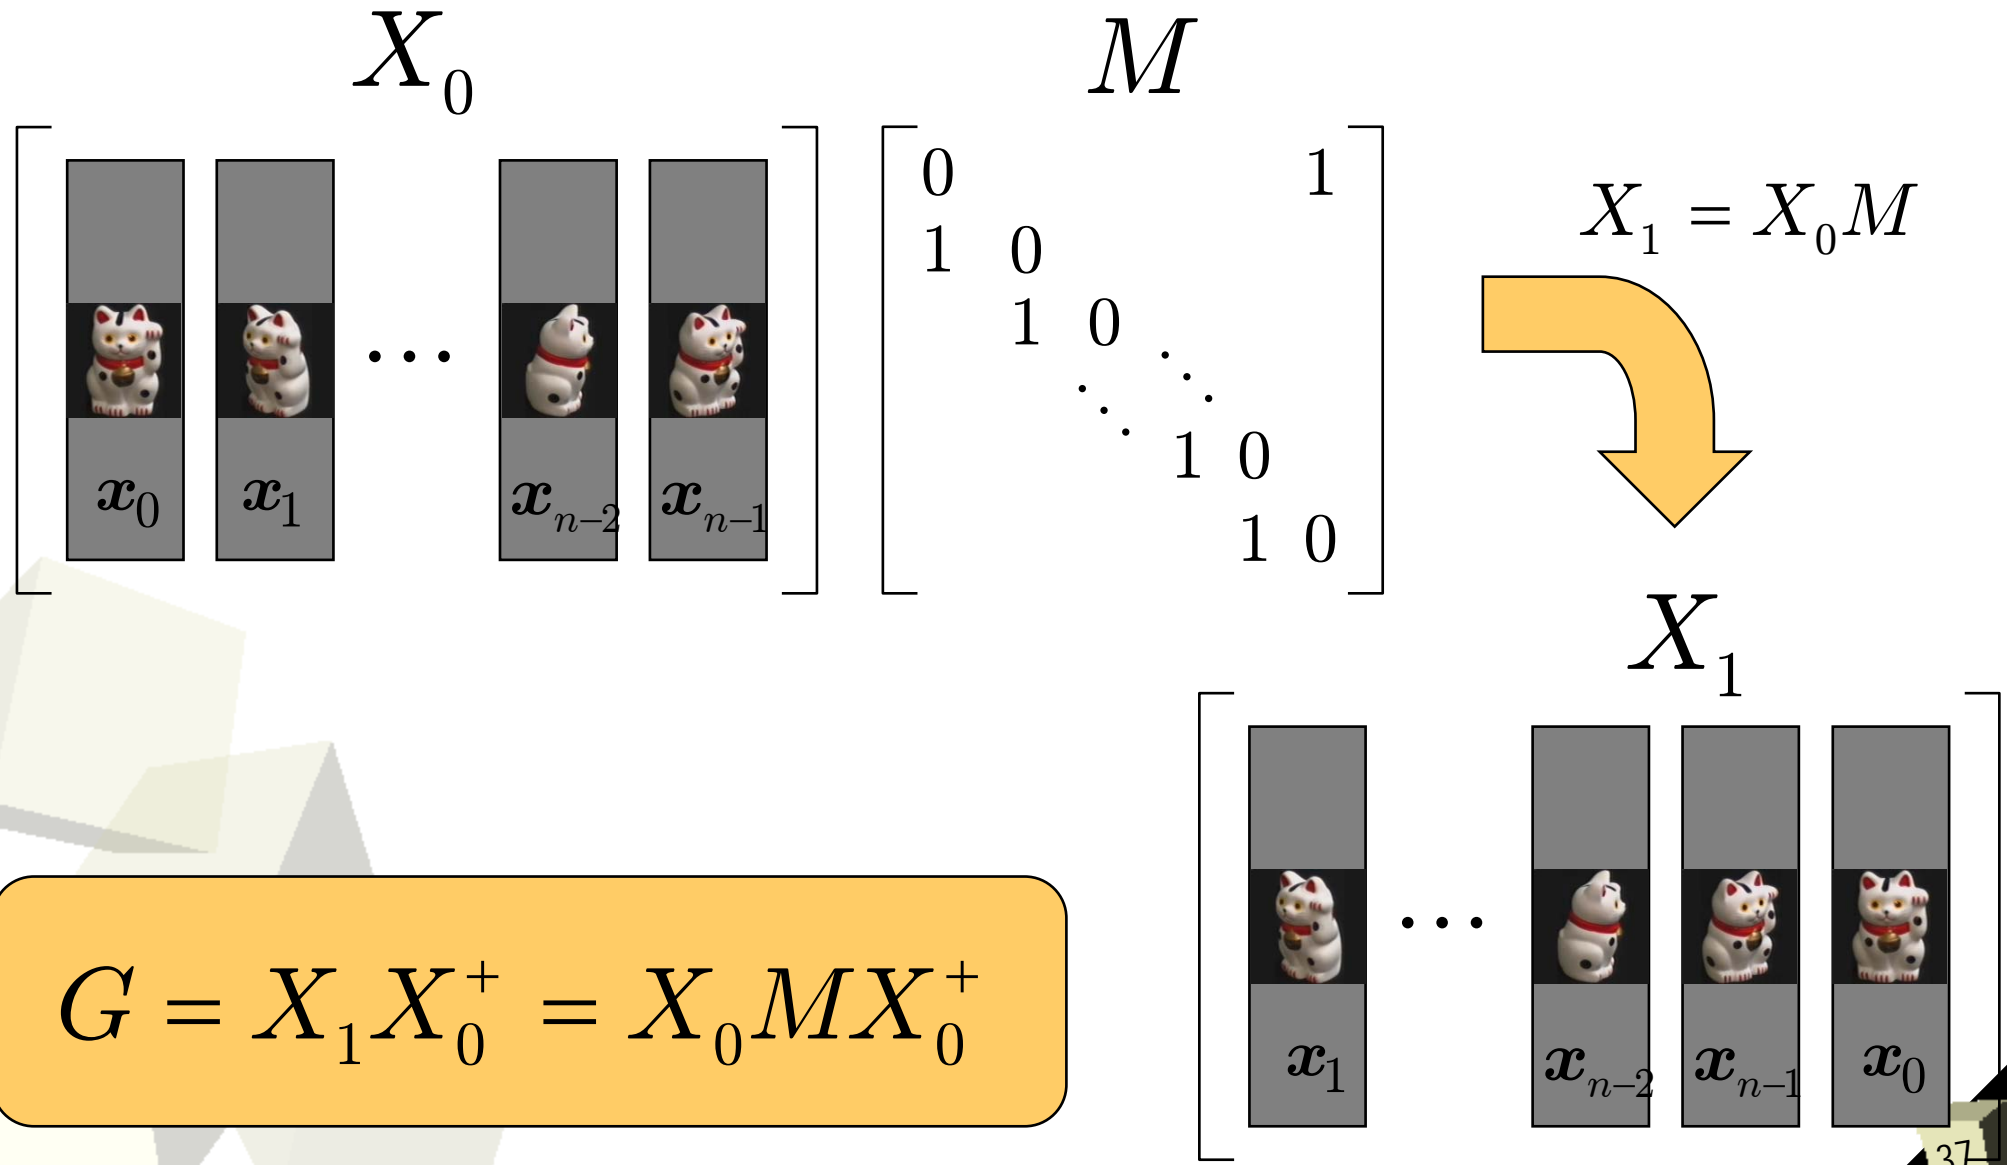 X₀
M
x₀ x₁ ⋯ xₙ₋₂ xₙ₋₁
0 1
1 0
1 0
⋱ ⋱
1 0
1 0
X₁ = X₀M
X₁
x₁ ⋯ xₙ₋₂ xₙ₋₁ x₀
G = X₁X₀⁺ = X₀MX₀⁺
37